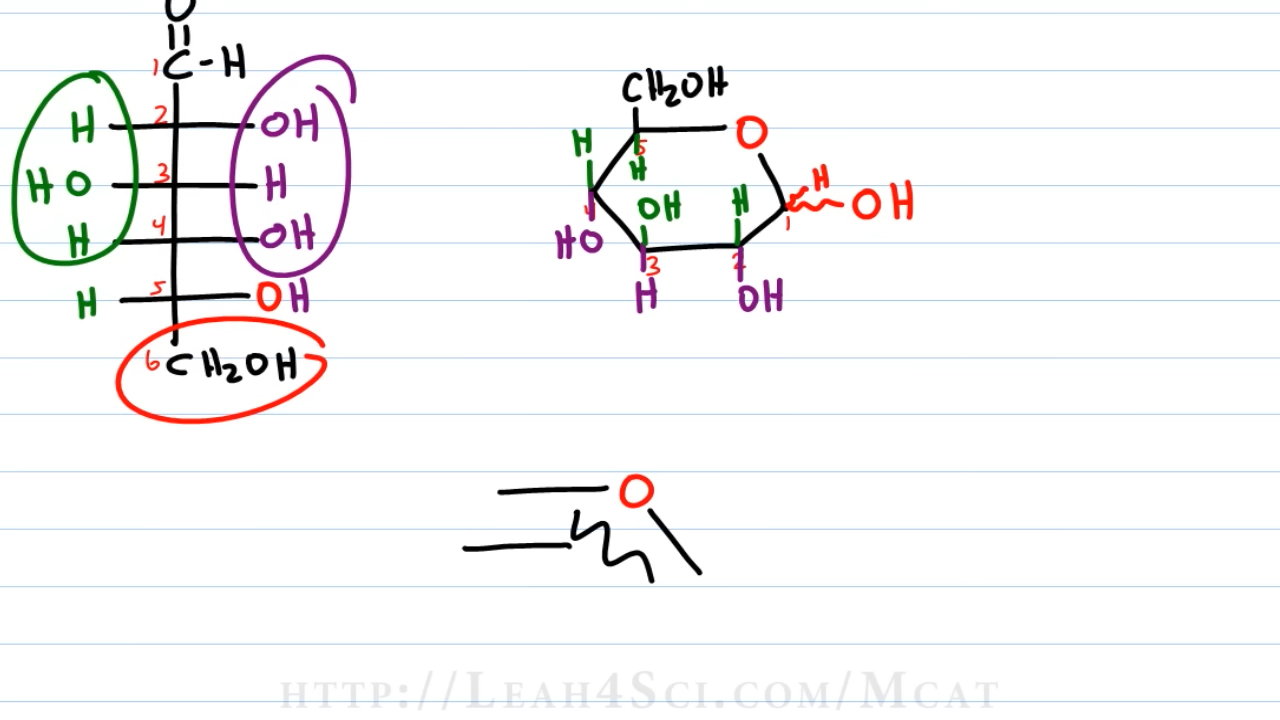 O
1 C-H
H 2 OH
HO 3 H
H 4 OH
H 5 OH
6 CH2OH
CH2OH
H 5 O
H OH H H OH
4 1
HO 3 2
H OH
O
HTTP://LEAH4SCI.COM/MCAT